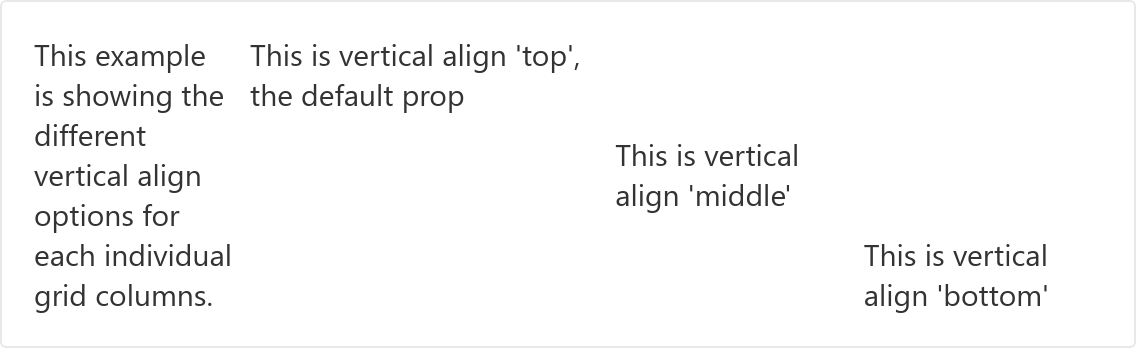 This example
is showing the
different
vertical align
options for
each individual
grid columns.
This is vertical align 'top',
the default prop
This is vertical
align 'middle'
This is vertical
align 'bottom'